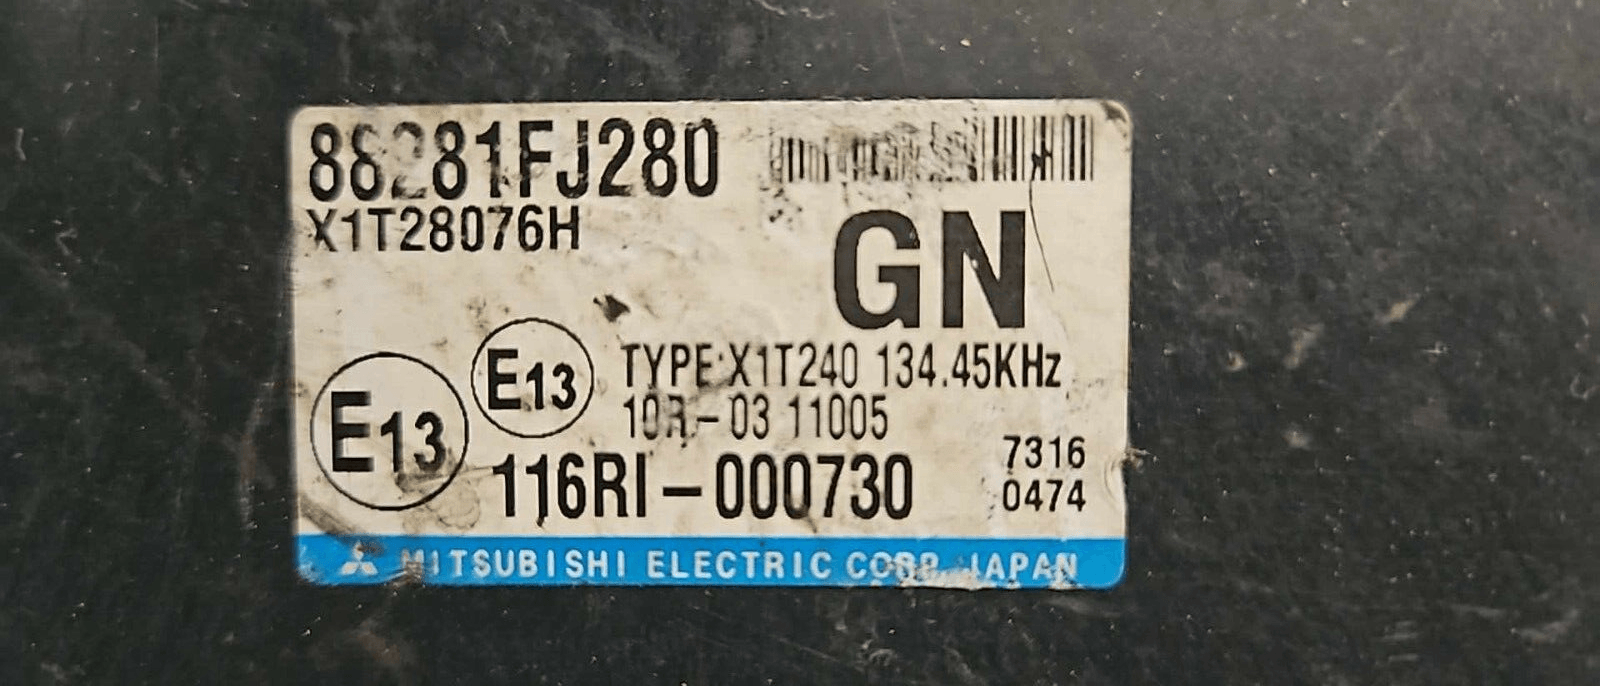 88281FJ280
X1T28076H
GN
E13
E13
TYPE:X1T240 134.45KHz
10R-03 11005
116RI-000730
7316
0474
MITSUBISHI ELECTRIC CORP. JAPAN